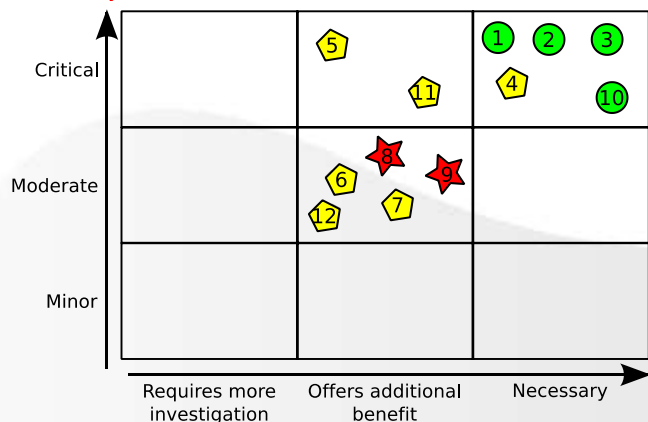 5
11
1
2
3
4
10
Critical
8
9
6
7
12
Moderate
Minor
Requires more
investigation
Offers additional
benefit
Necessary